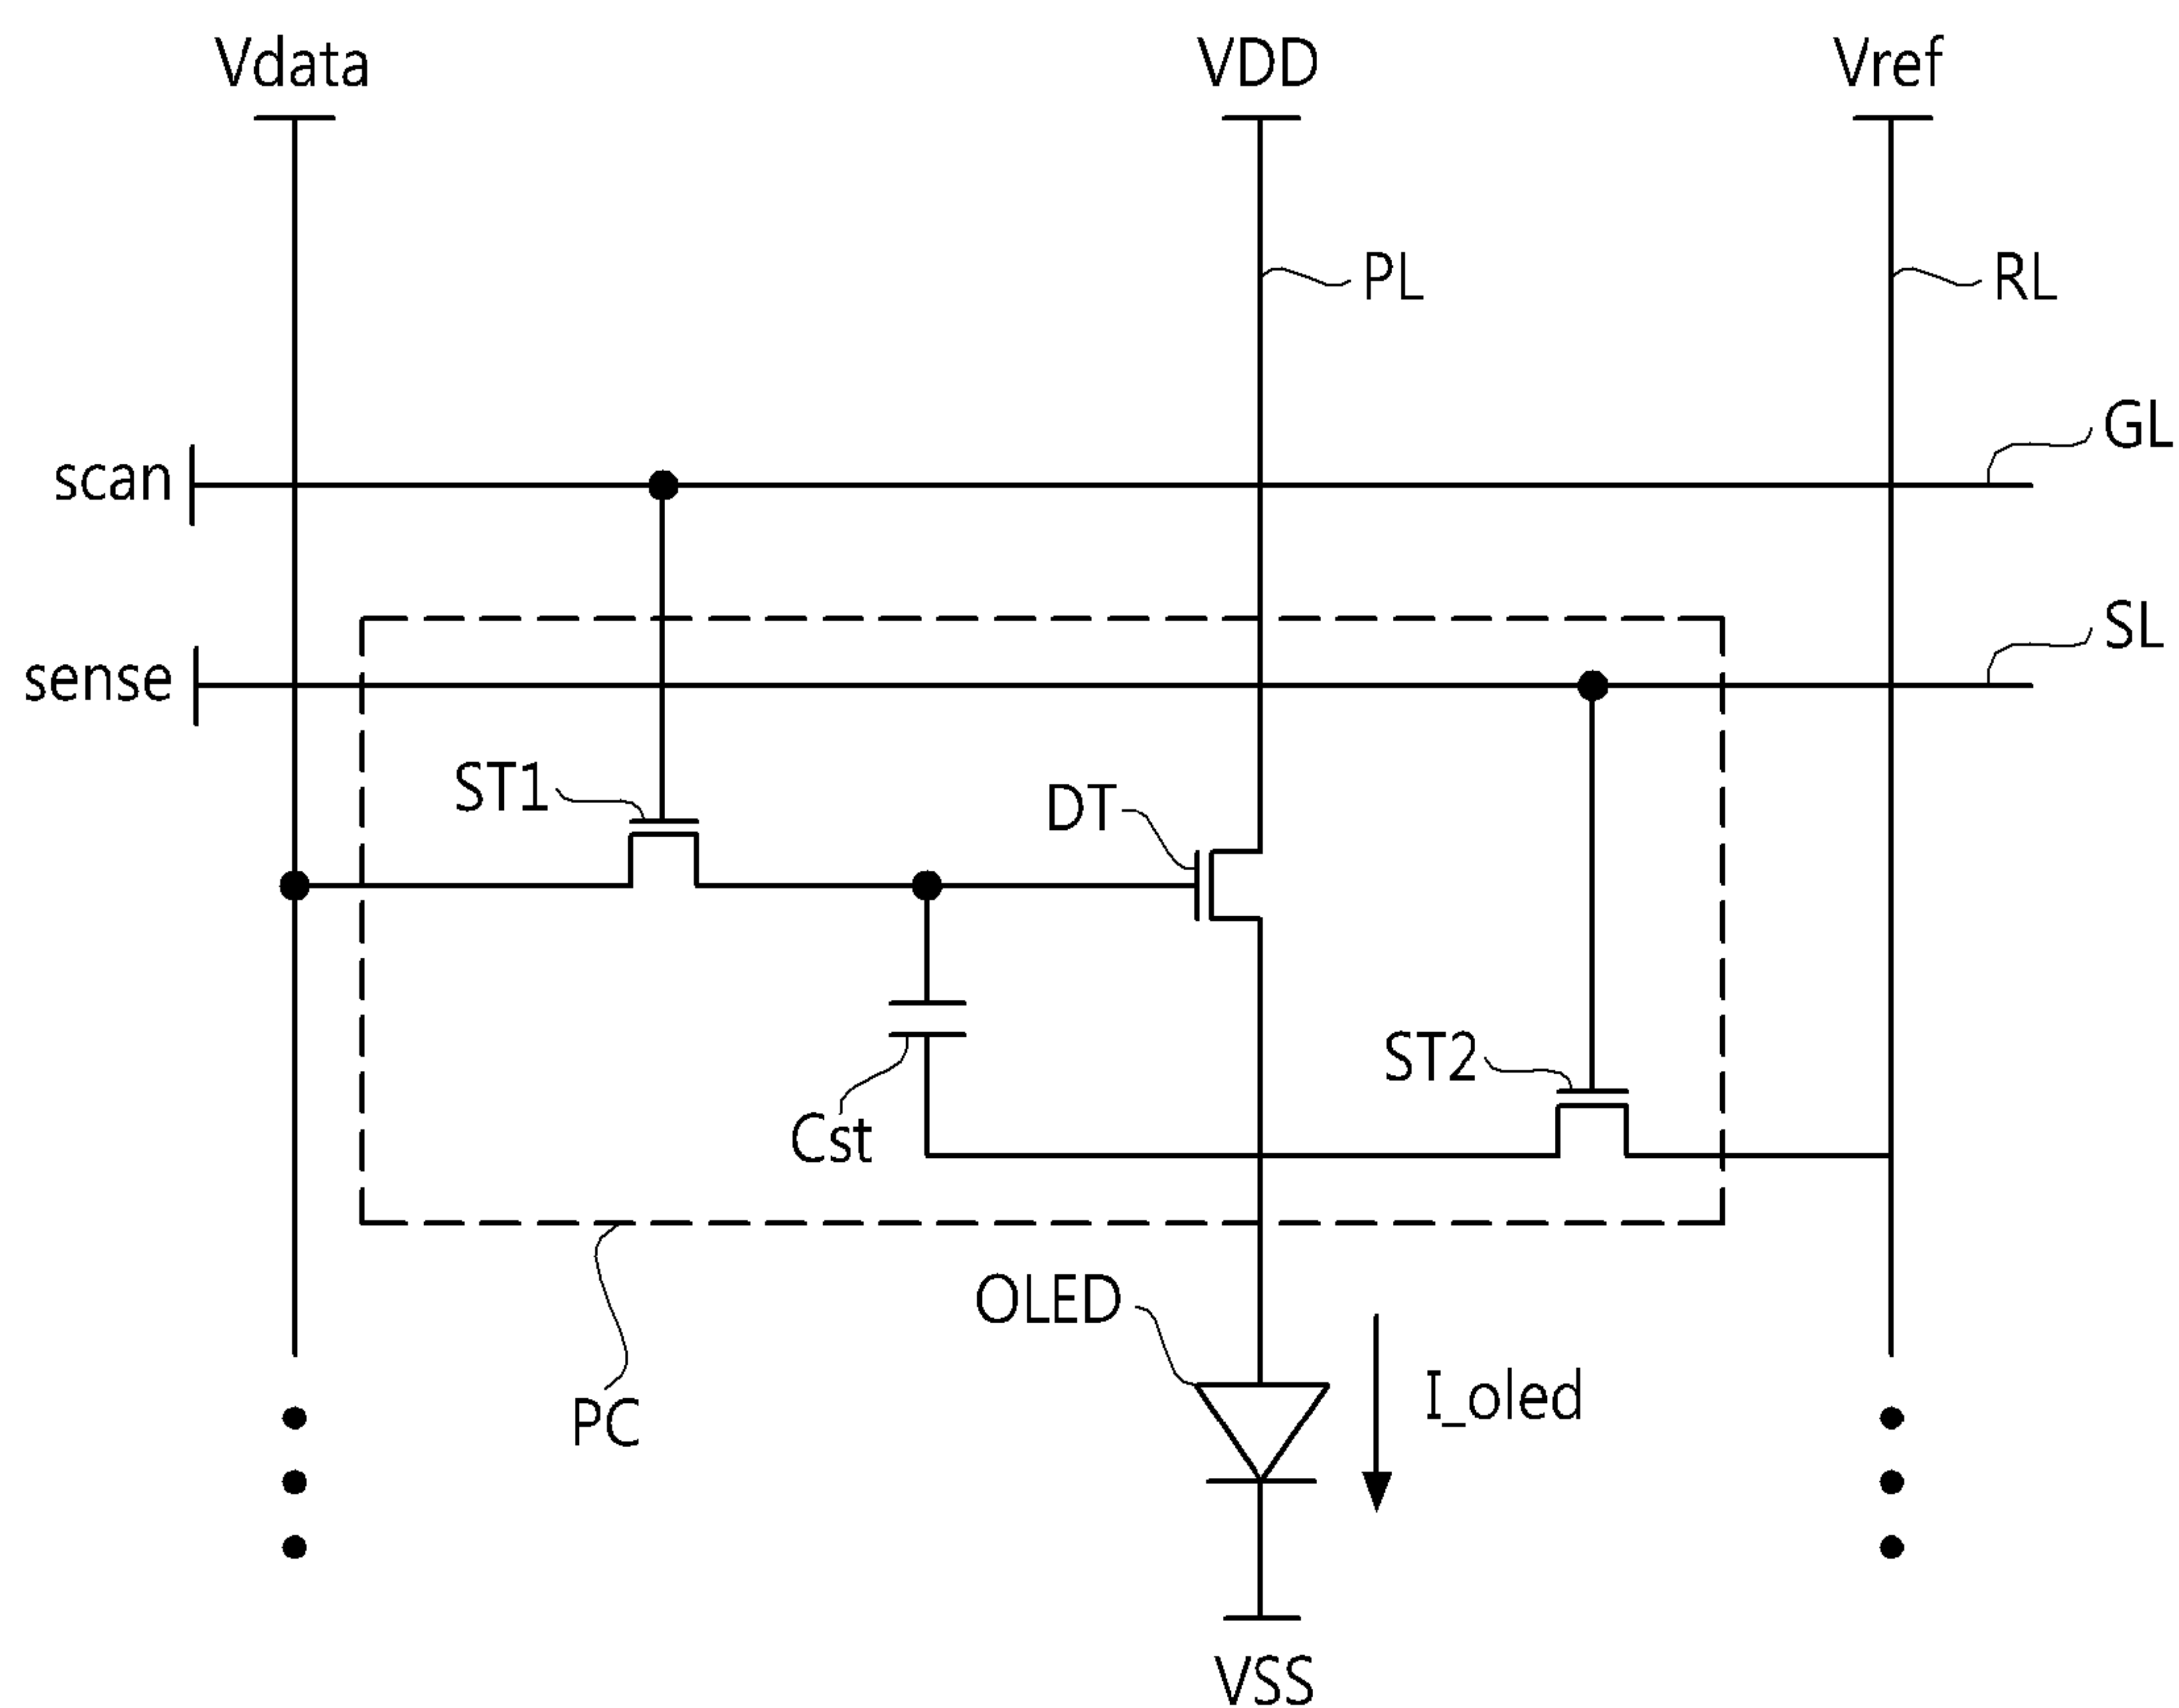 Vdata
VDD
Vref
PL
RL
GL
scan
SL
sense
ST1
DT
ST2
Cst
OLED
I_oled
PC
VSS